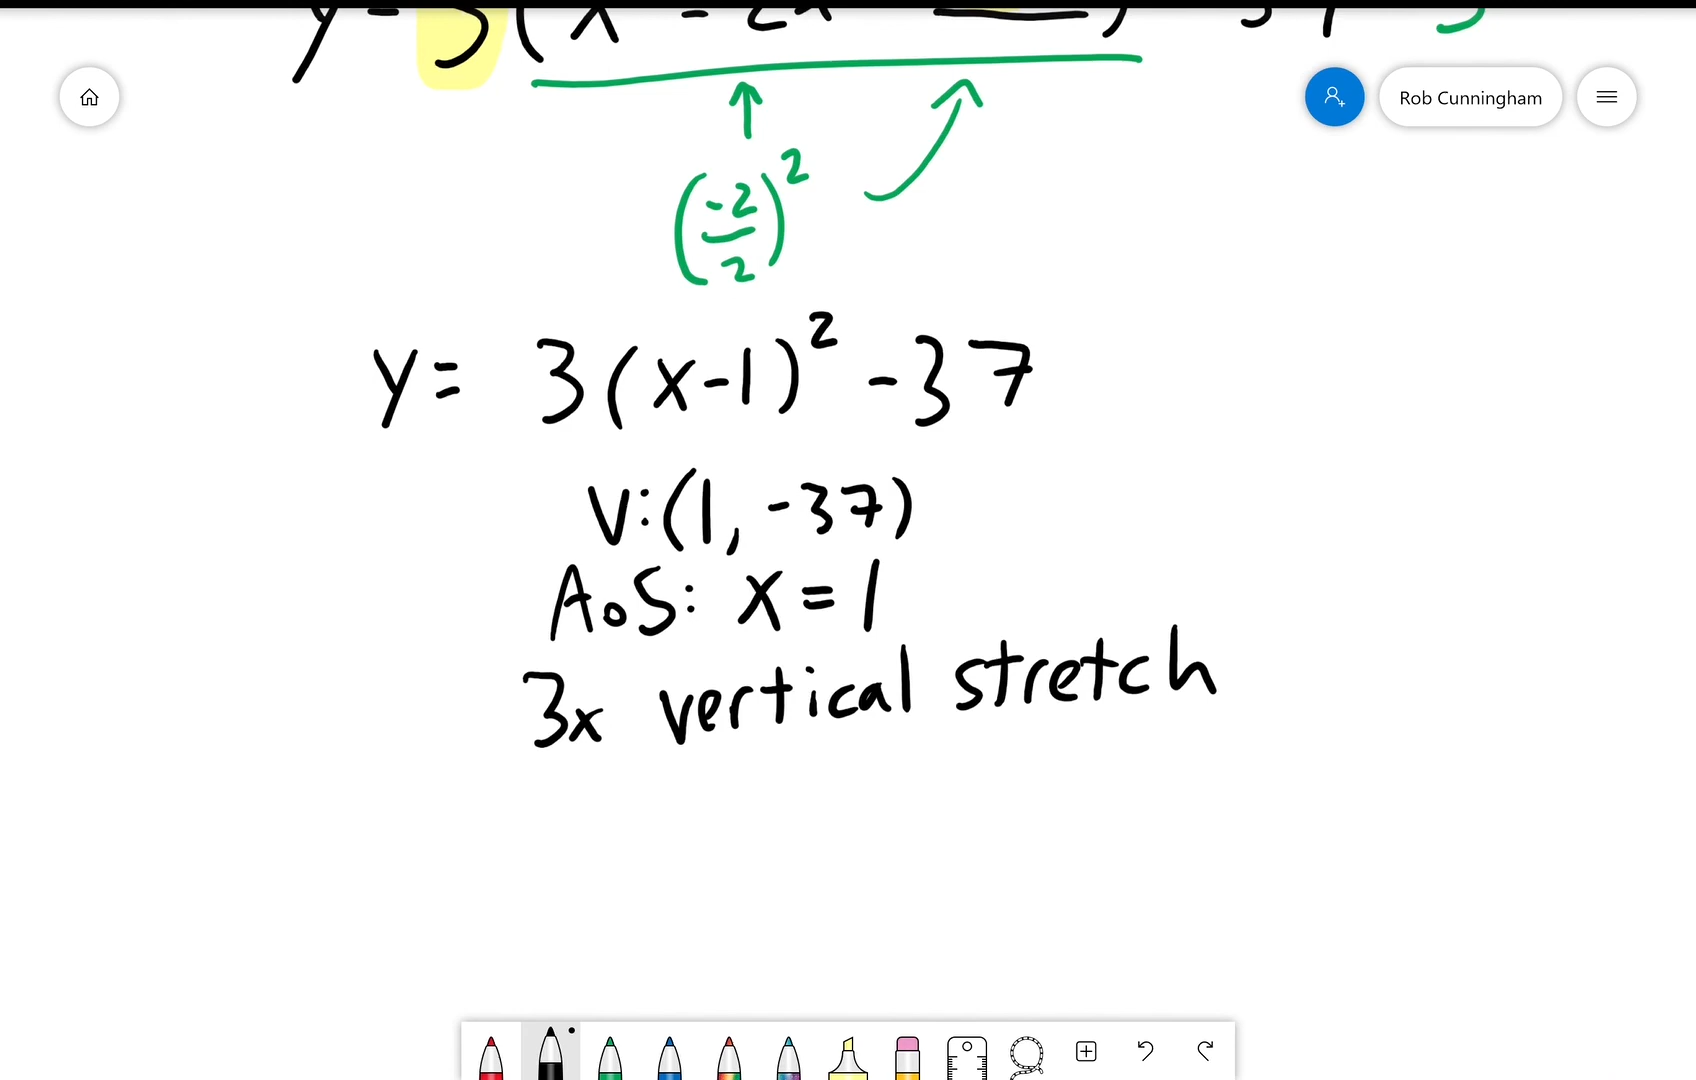 Rob Cunningham
(-2/2)²
y = 3(x-1)² -37
V:(1, -37)
AoS: x = 1
3x vertical stretch